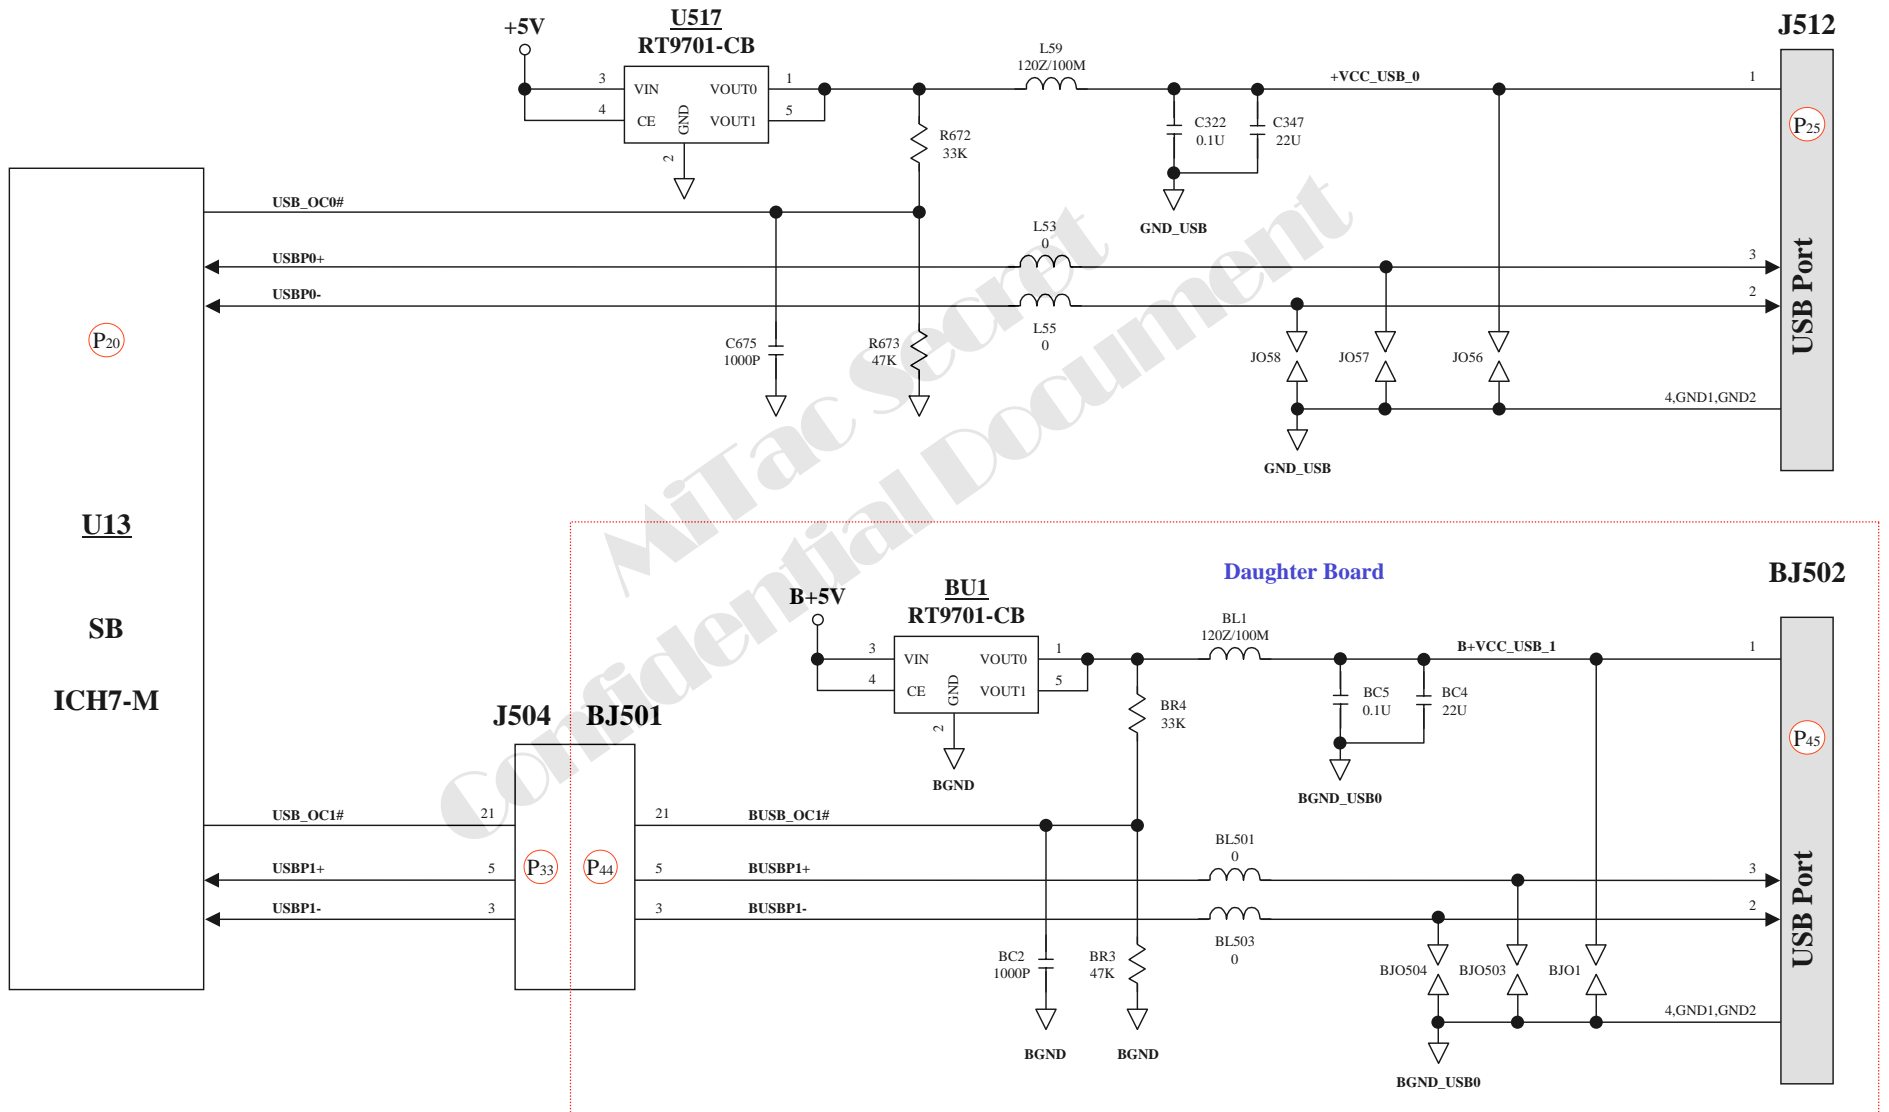 U517
RT9701-CB
+5V
3
VIN
VOUT0
1
4
CE
GND
VOUT1
5
2
L59
120Z/100M
+VCC_USB_0
1
J512
P25
USB Port
R672
33K
C322
0.1U
C347
22U
GND_USB
USB_OC0#
USBP0+
L53
0
3
USBP0-
L55
0
2
C675
1000P
R673
47K
JO58
JO57
JO56
4,GND1,GND2
GND_USB
P20
U13
SB
ICH7-M
MiTac Secret
Confidential Document
Daughter Board
BJ502
B+5V
BU1
RT9701-CB
3
VIN
VOUT0
1
4
CE
GND
VOUT1
5
2
BGND
BL1
120Z/100M
B+VCC_USB_1
1
P45
USB Port
BR4
33K
BC5
0.1U
BC4
22U
BGND_USB0
J504
BJ501
USB_OC1#
21
21
BUSB_OC1#
USBP1+
5
P33
P44
5
BUSBP1+
BL501
0
3
USBP1-
3
3
BUSBP1-
BL503
0
2
BC2
1000P
BR3
47K
BJO504
BJO503
BJO1
4,GND1,GND2
BGND
BGND
BGND_USB0